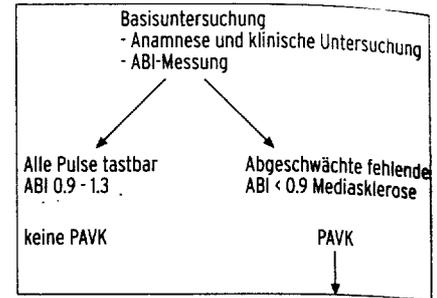 Basisuntersuchung
- Anamnese und klinische Untersuchung
- ABI-Messung
Alle Pulse tastbar
ABI 0.9 - 1.3
keine PAVK
Abgeschwächte fehlende
ABI < 0.9 Mediasklerose
PAVK